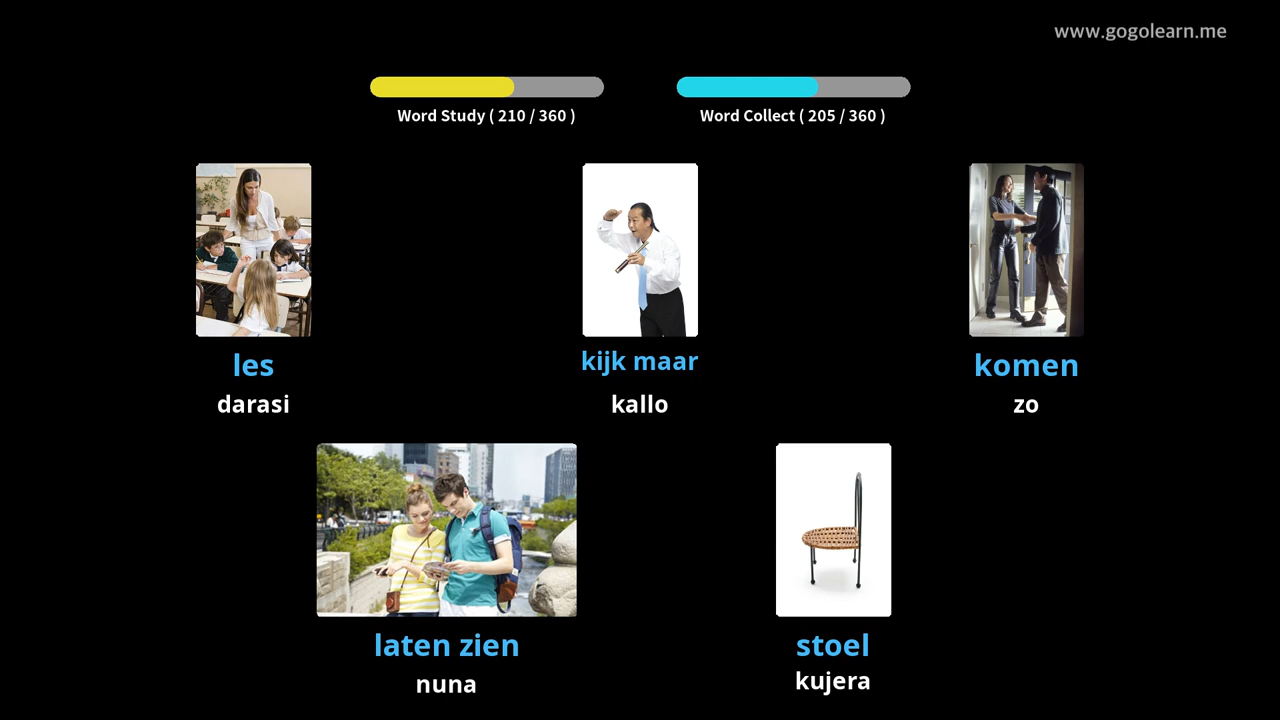 www.gogolearn.me
Word Study ( 210 / 360 )
Word Collect ( 205 / 360 )
les
darasi
kijk maar
kallo
komen
zo
laten zien
nuna
stoel
kujera